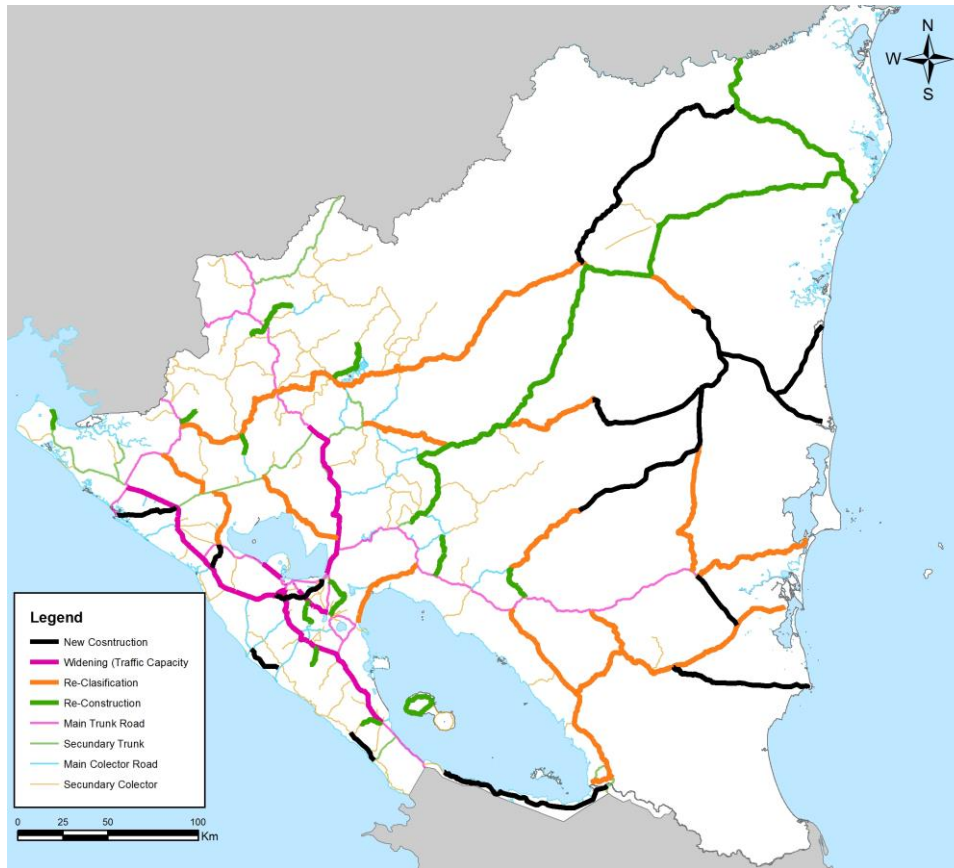 N
W E
S
Legend
New Cosntruction
Widening (Traffic Capacity
Re-Clasification
Re-Construction
Main Trunk Road
Secundary Trunk
Main Colector Road
Secundary Colector
0 25 50 100
Km